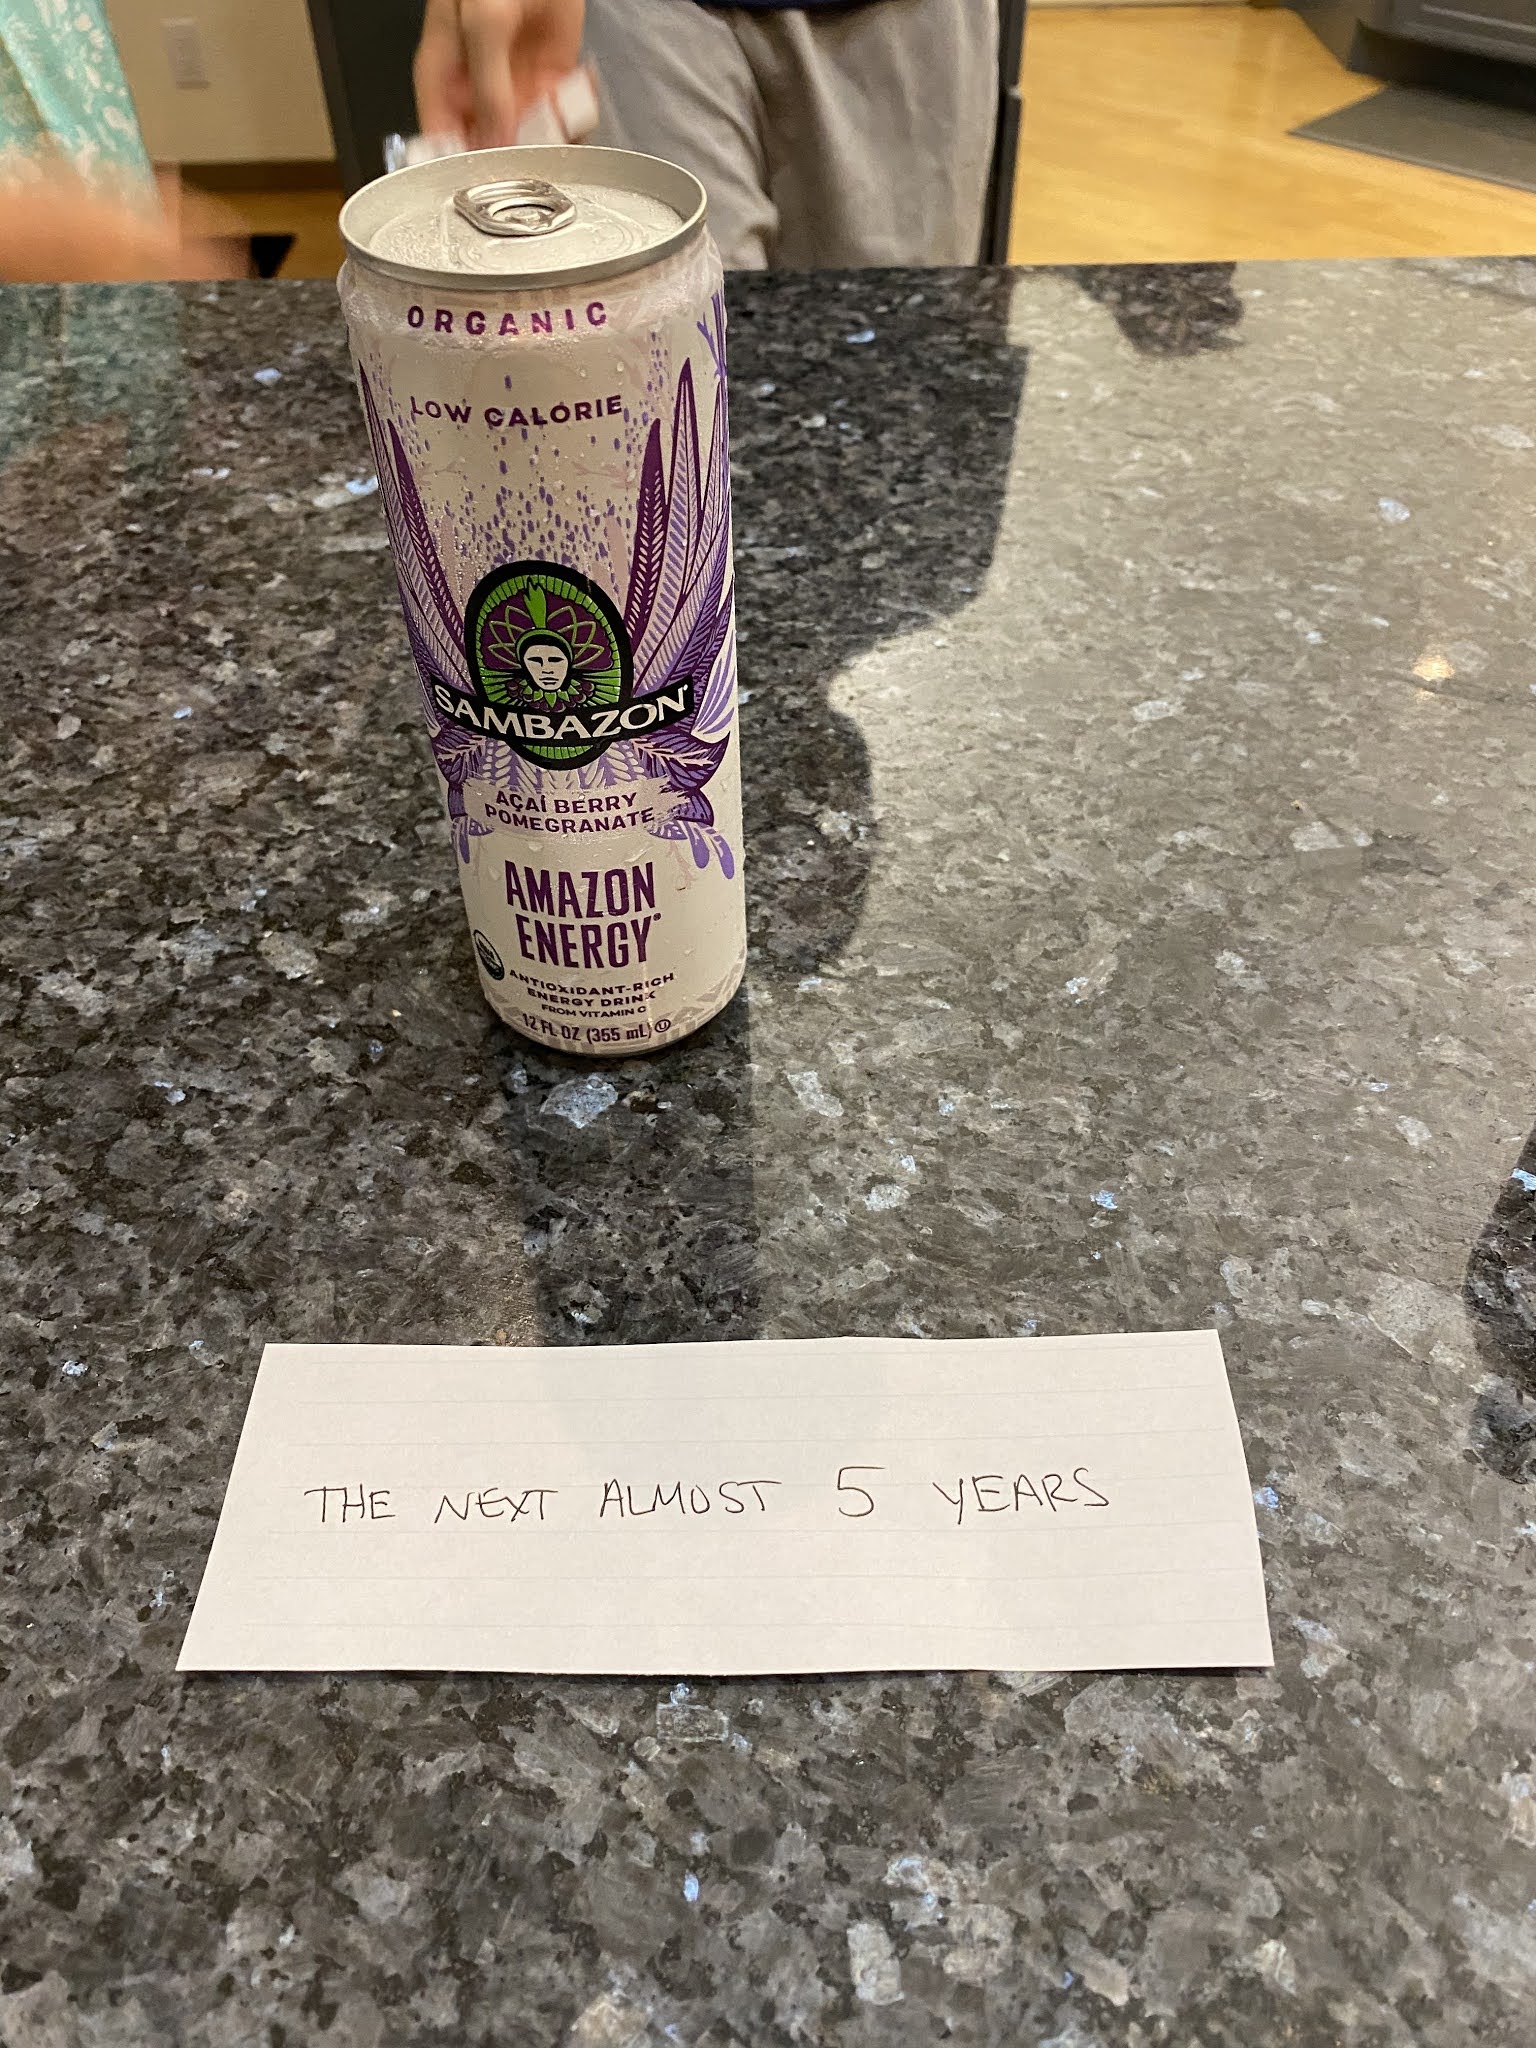 ORGANIC
LOW CALORIE
SAMBAZON®
AÇAÍ BERRY
POMEGRANATE
AMAZON
ENERGY®
ANTIOXIDANT-RICH
ENERGY DRINK
FROM VITAMIN C
12 FL OZ (355 mL) Ⓤ
THE NEXT ALMOST 5 YEARS